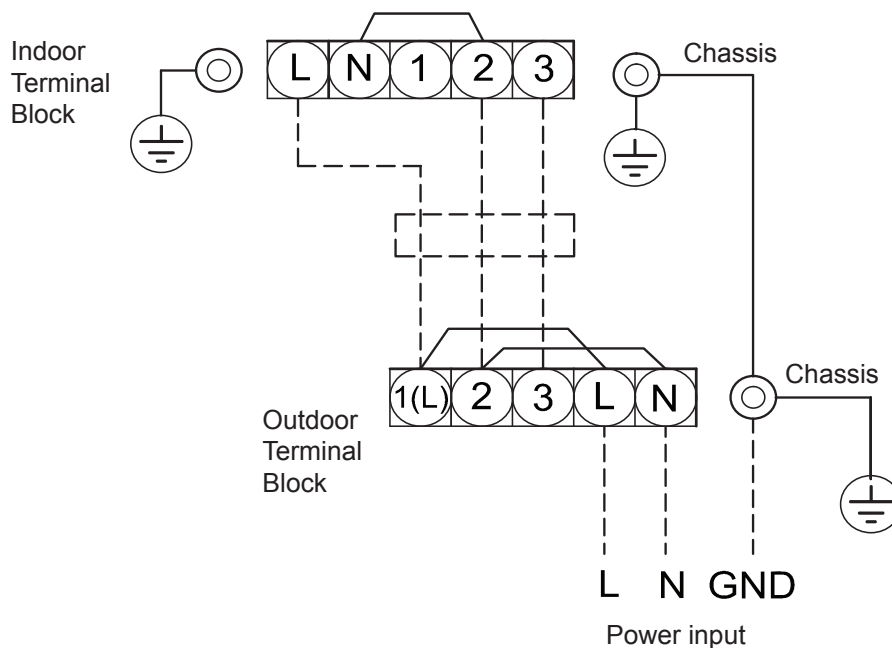 Indoor
Terminal
Block
L N 1 2 3
Chassis
1(L) 2 3 L N
Chassis
Outdoor
Terminal
Block
L N GND
Power input